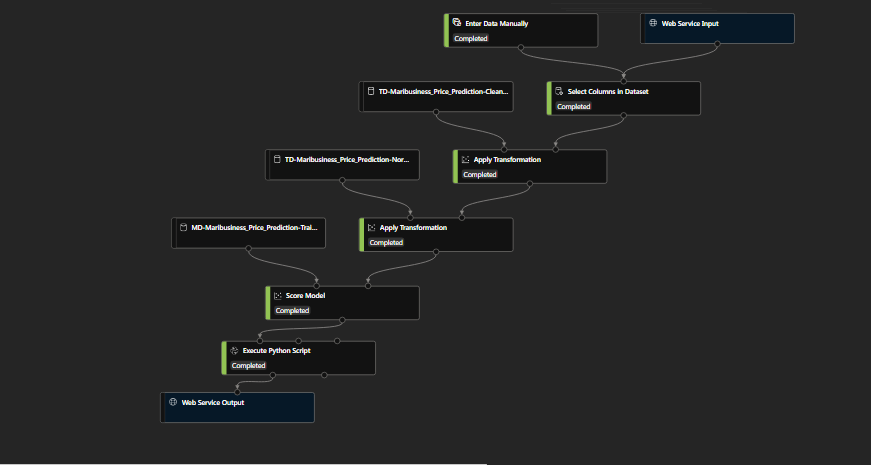 Enter Data Manually
Completed
Web Service Input
TD-Maribusiness_Price_Prediction-Clean...
Select Columns in Dataset
Completed
TD-Maribusiness_Price_Prediction-Nor...
Apply Transformation
Completed
MD-Maribusiness_Price_Prediction-Trai...
Apply Transformation
Completed
Score Model
Completed
Execute Python Script
Completed
Web Service Output